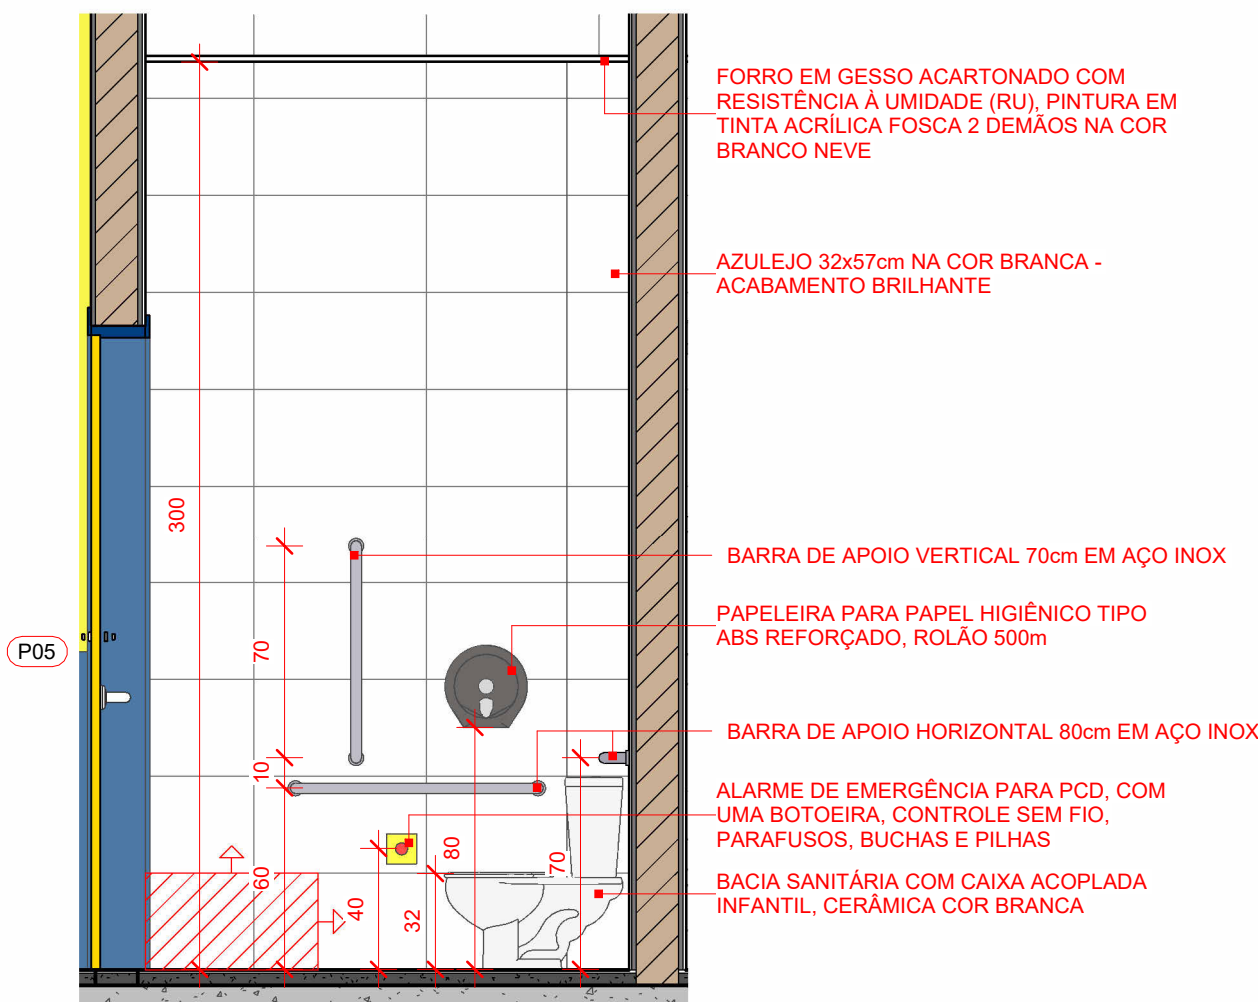 FORRO EM GESSO ACARTONADO COM
RESISTÊNCIA À UMIDADE (RU), PINTURA EM
TINTA ACRÍLICA FOSCA 2 DEMÃOS NA COR
BRANCO NEVE
AZULEJO 32x57cm NA COR BRANCA -
ACABAMENTO BRILHANTE
300
BARRA DE APOIO VERTICAL 70cm EM AÇO INOX
PAPELEIRA PARA PAPEL HIGIÊNICO TIPO
ABS REFORÇADO, ROLÃO 500m
P05
70
BARRA DE APOIO HORIZONTAL 80cm EM AÇO INOX
10
ALARME DE EMERGÊNCIA PARA PCD, COM
UMA BOTOEIRA, CONTROLE SEM FIO,
PARAFUSOS, BUCHAS E PILHAS
80
70
60
40
32
BACIA SANITÁRIA COM CAIXA ACOPLADA
INFANTIL, CERÂMICA COR BRANCA